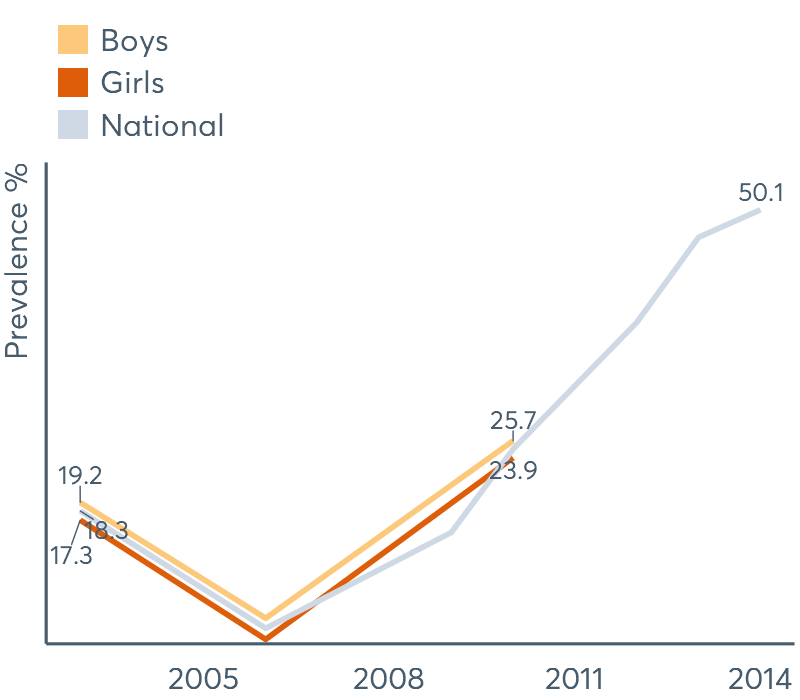 Boys
Girls
National
Prevalence %
50.1
25.7
23.9
19.2
18.3
17.3
2005 2008 2011 2014